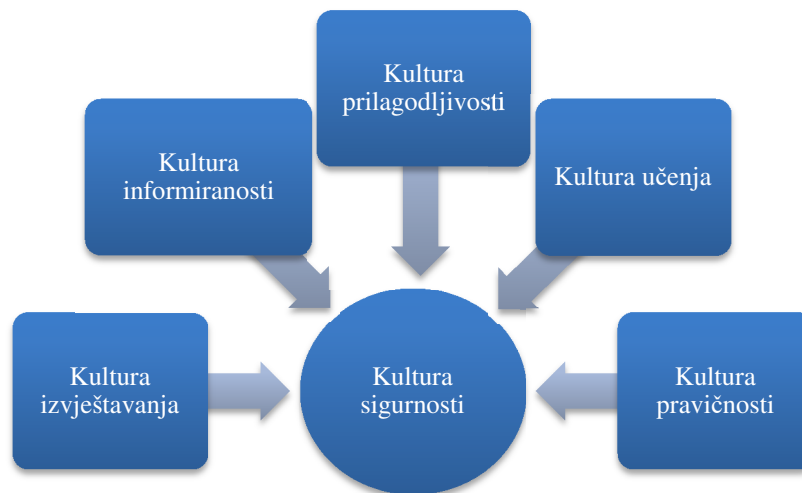 Kultura
prilagodljivosti
Kultura
informiranosti
Kultura učenja
Kultura
izvještavanja
Kultura
sigurnosti
Kultura
pravičnosti